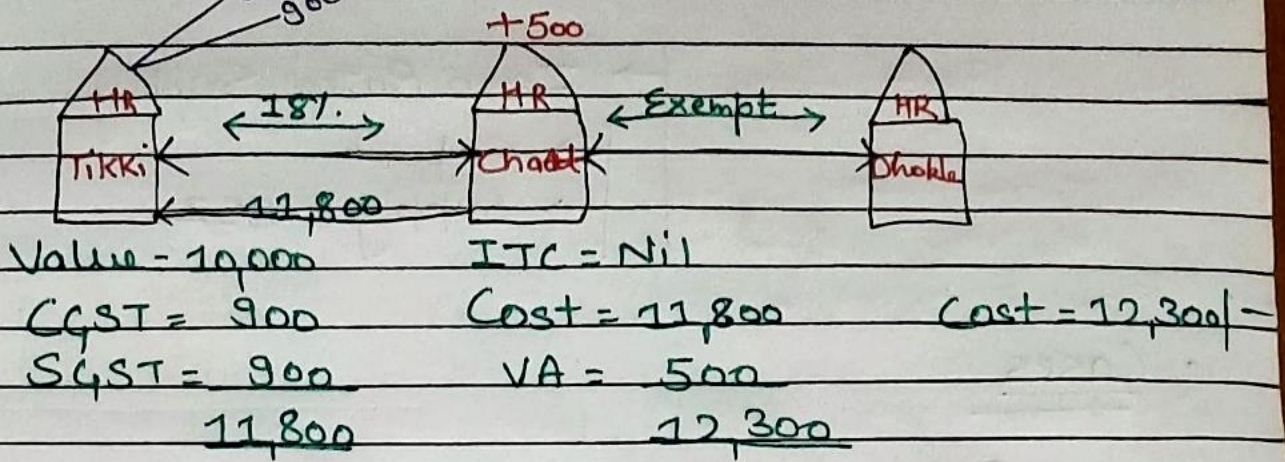 900
+500
HR 18%. HR Exempt HR
Tikki Chaat Dhokla
11,800
Value - 10,000 ITC = Nil
CGST = 900 Cost = 11,800 Cost = 12,300/-
SGST = 900 VA = 500
11,800 12,300